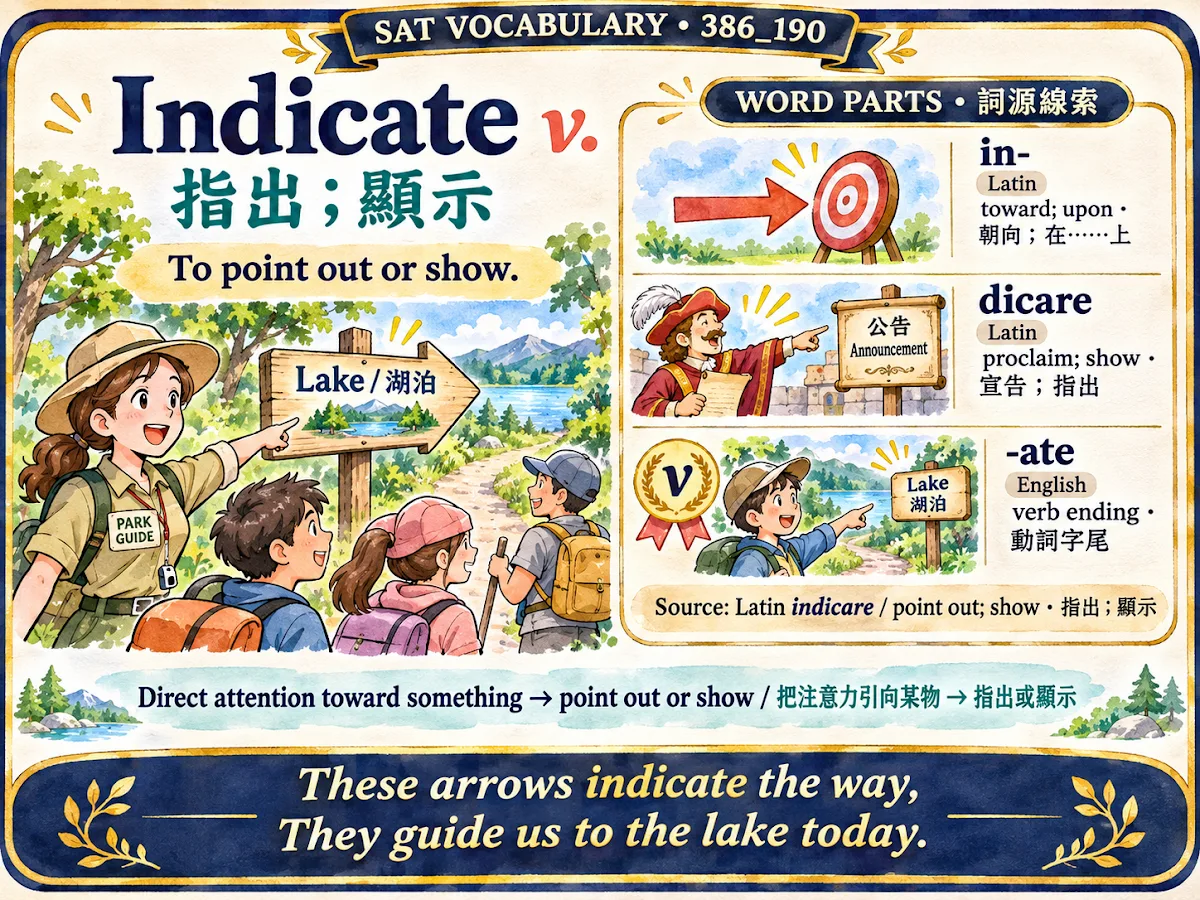 SAT VOCABULARY • 386_190
Indicate v.
指出；顯示
To point out or show.
Lake / 湖泊
PARK
GUIDE
WORD PARTS • 詞源線索
in-
Latin
toward; upon •
朝向；在……上
公告
Announcement
dicare
Latin
proclaim; show •
宣告；指出
v
Lake
湖泊
-ate
English
verb ending •
動詞字尾
Source: Latin indicare / point out; show • 指出；顯示
Direct attention toward something → point out or show / 把注意力引向某物 → 指出或顯示
These arrows indicate the way,
They guide us to the lake today.